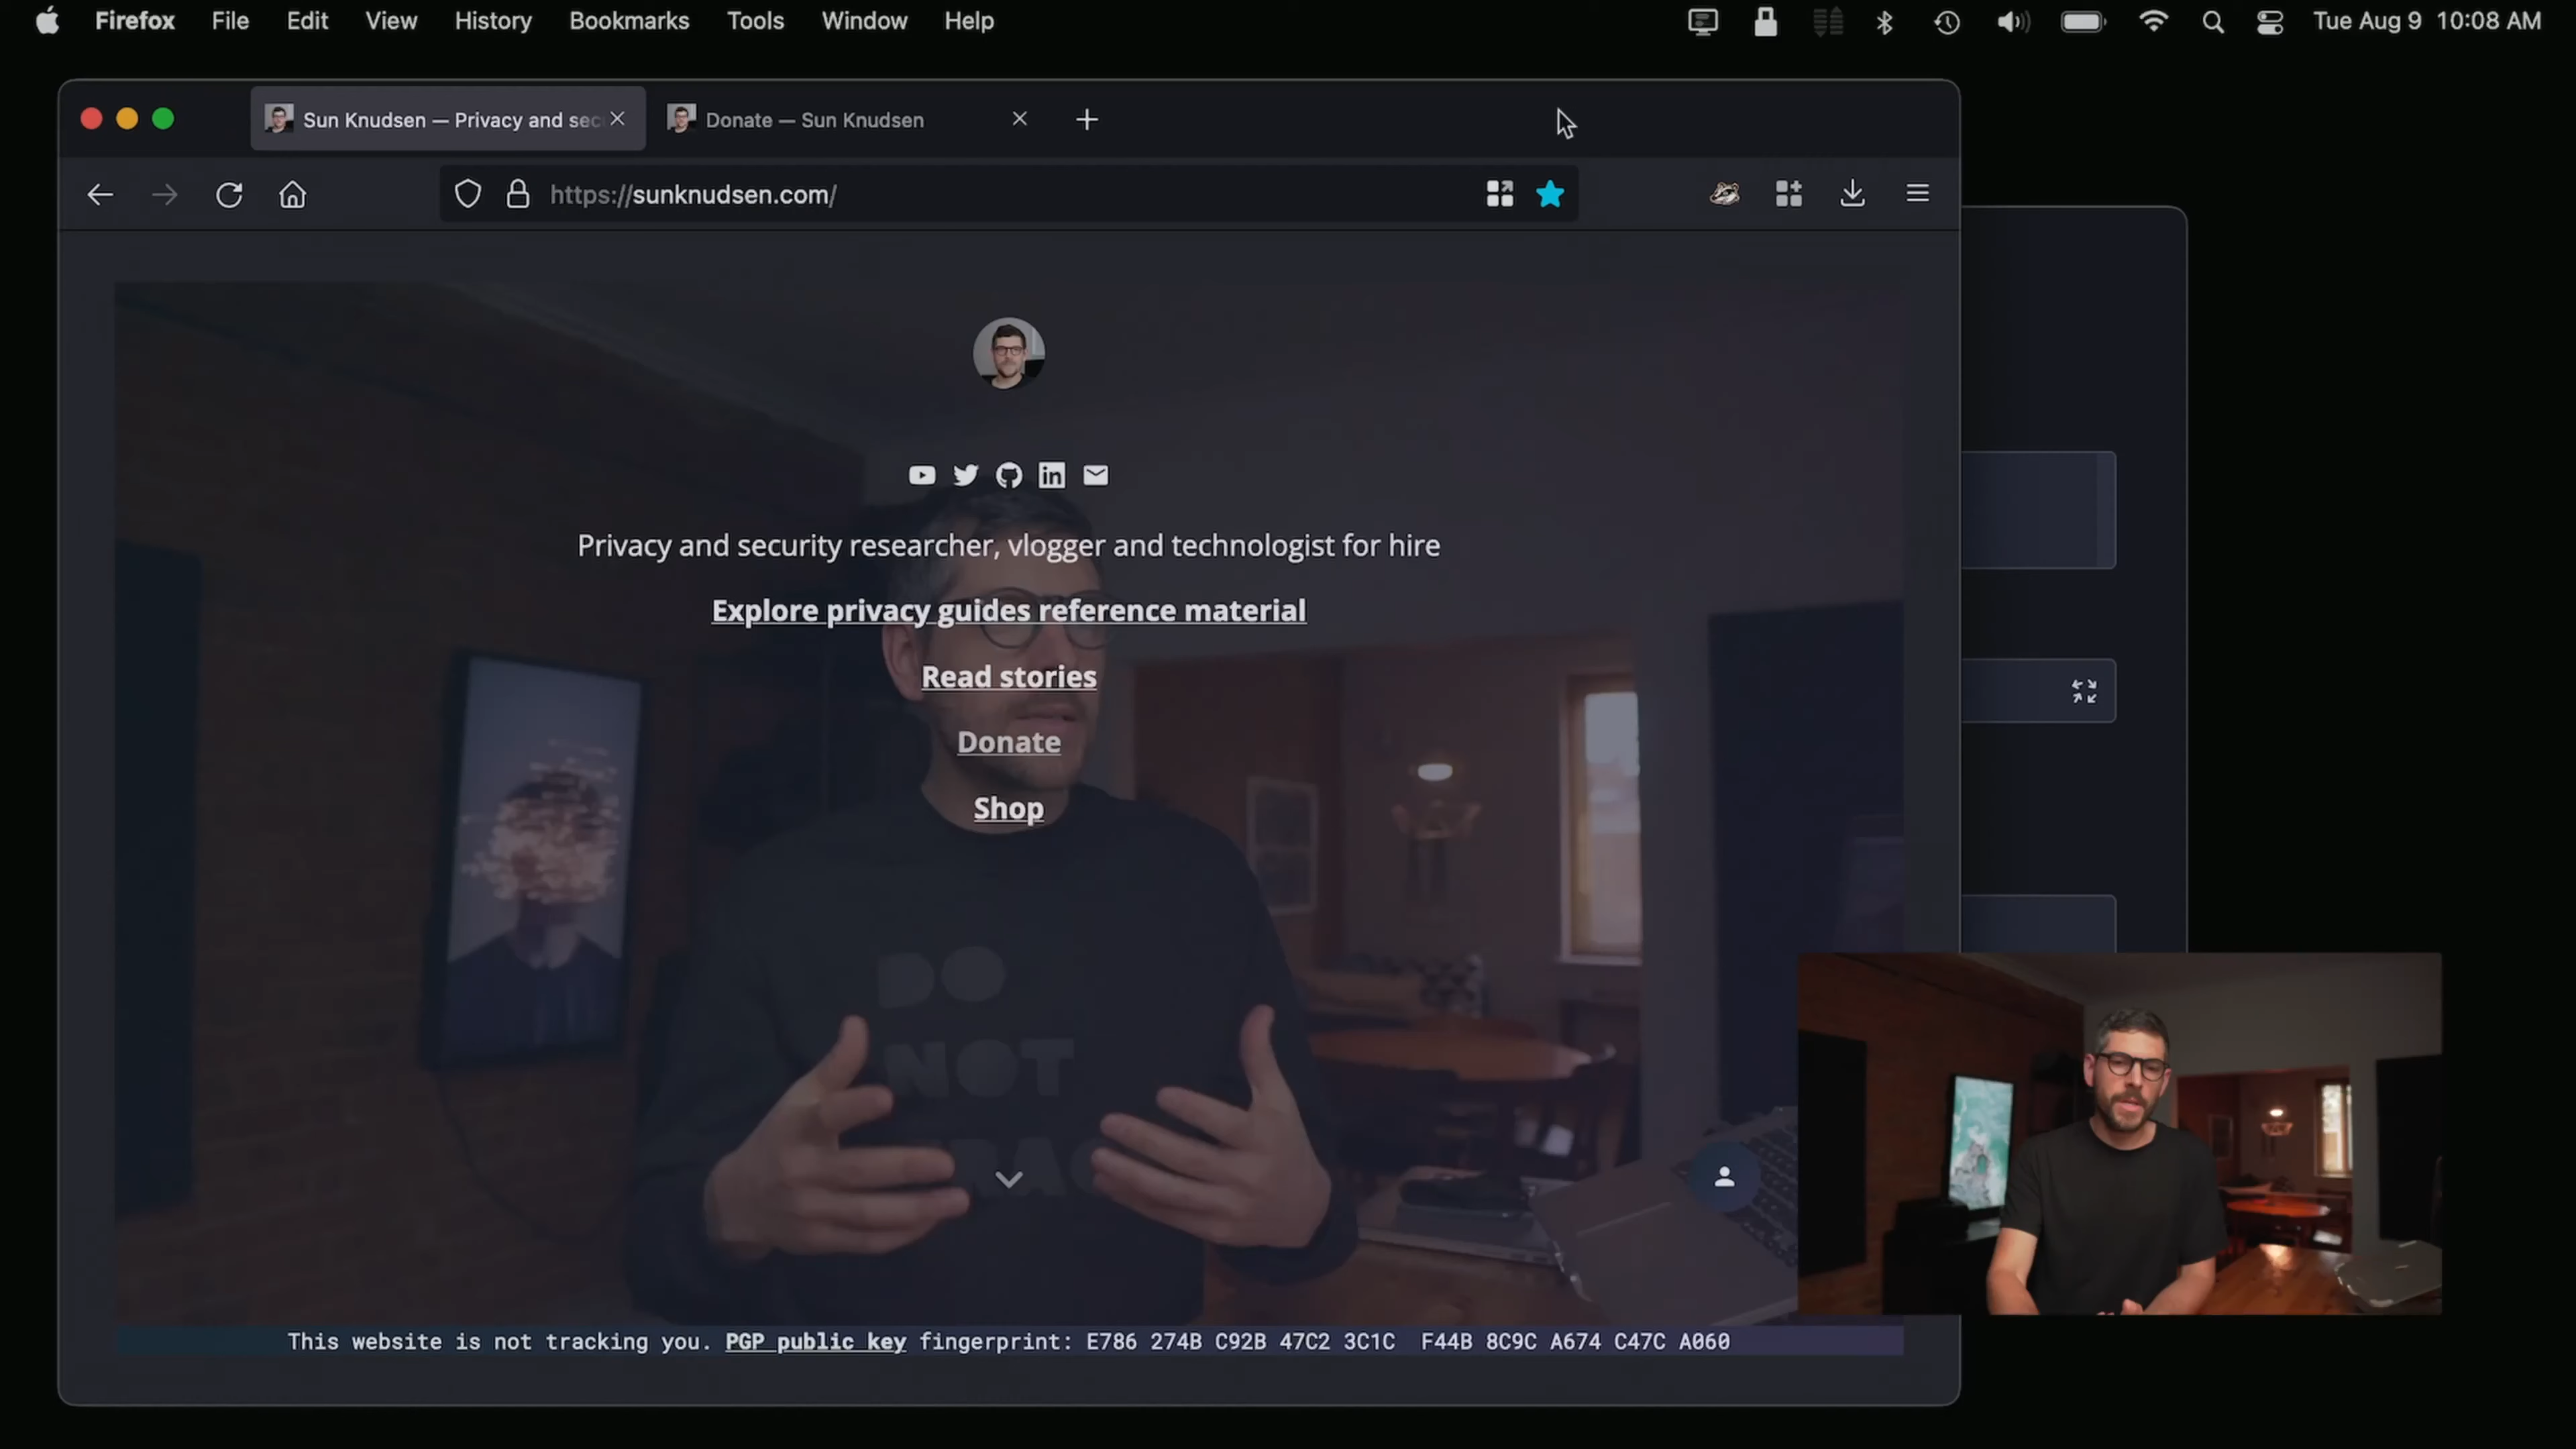 Firefox File Edit View History Bookmarks Tools Window Help Tue Aug 9 10:08 AM
Sun Knudsen — Privacy and sec Donate — Sun Knudsen
https://sunknudsen.com/
Privacy and security researcher, vlogger and technologist for hire
Explore privacy guides reference material
Read stories
Donate
Shop
DO
NOT
This website is not tracking you. PGP public key fingerprint: E786 274B C92B 47C2 3C1C F44B 8C9C A674 C47C A060